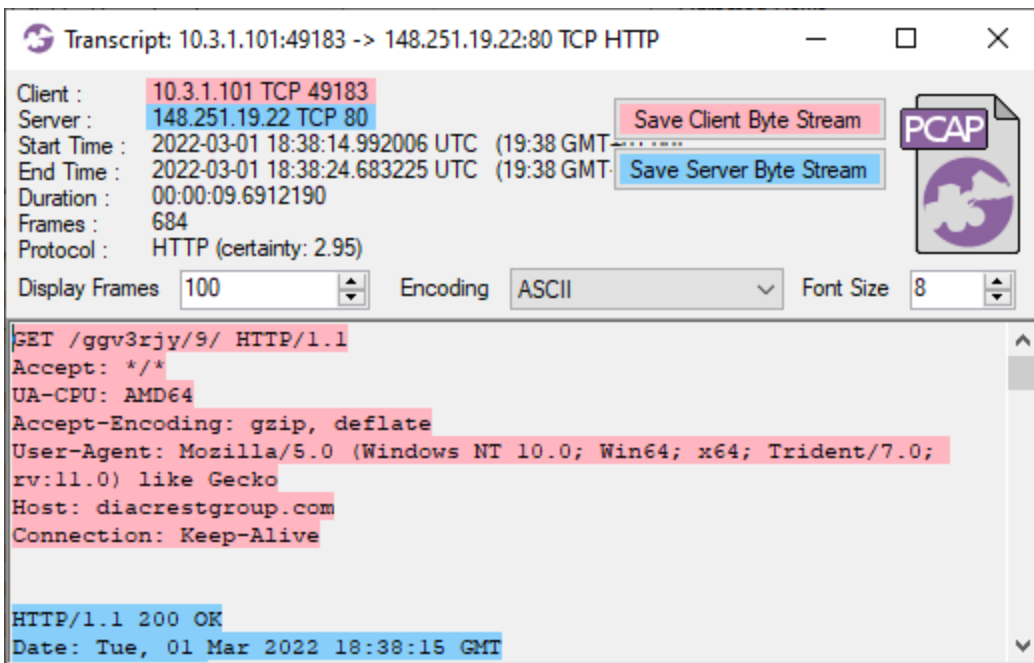 Transcript: 10.3.1.101:49183 -> 148.251.19.22:80 TCP HTTP
Client : 10.3.1.101 TCP 49183
Server : 148.251.19.22 TCP 80
Start Time : 2022-03-01 18:38:14.992006 UTC (19:38 GMT
End Time : 2022-03-01 18:38:24.683225 UTC (19:38 GMT
Duration : 00:00:09.6912190
Frames : 684
Protocol : HTTP (certainty: 2.95)
Save Client Byte Stream
Save Server Byte Stream
PCAP
Display Frames 100 Encoding ASCII Font Size 8
GET /ggv3rjy/9/ HTTP/1.1
Accept: */*
UA-CPU: AMD64
Accept-Encoding: gzip, deflate
User-Agent: Mozilla/5.0 (Windows NT 10.0; Win64; x64; Trident/7.0;
rv:11.0) like Gecko
Host: diacrestgroup.com
Connection: Keep-Alive
HTTP/1.1 200 OK
Date: Tue, 01 Mar 2022 18:38:15 GMT